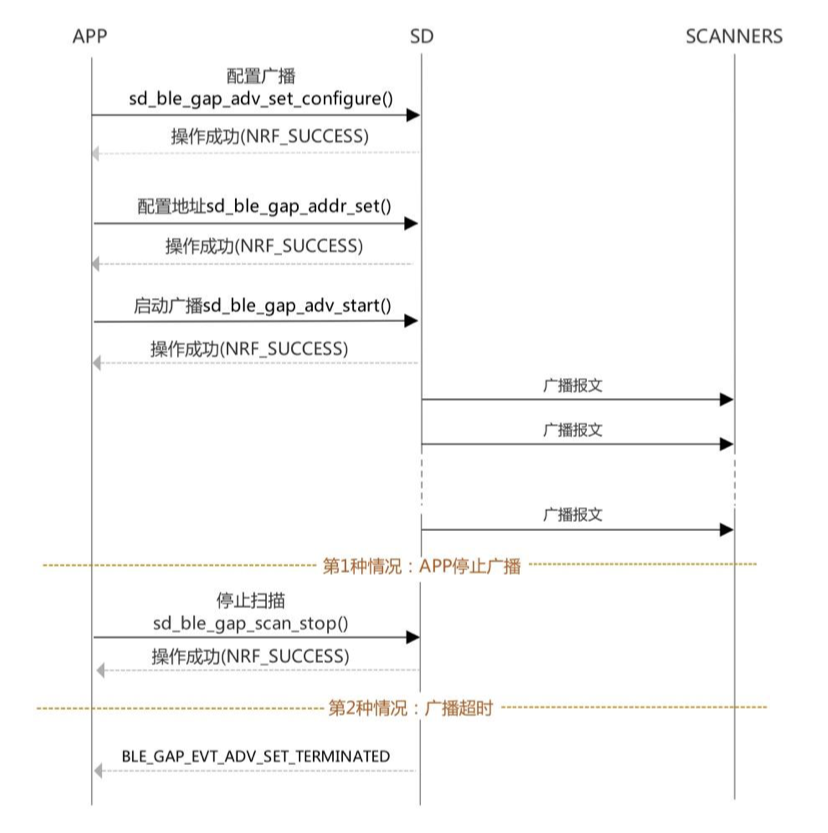 APP
SD
SCANNERS
配置广播
sd_ble_gap_adv_set_configure()
操作成功(NRF_SUCCESS)
配置地址sd_ble_gap_addr_set()
操作成功(NRF_SUCCESS)
启动广播sd_ble_gap_adv_start()
操作成功(NRF_SUCCESS)
广播报文
广播报文
广播报文
第1种情况：APP停止广播
停止扫描
sd_ble_gap_scan_stop()
操作成功(NRF_SUCCESS)
第2种情况：广播超时
BLE_GAP_EVT_ADV_SET_TERMINATED